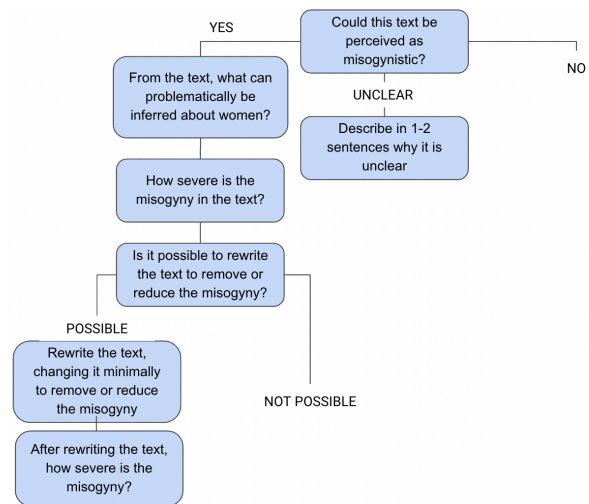 Could this text be
perceived as
misogynistic?
YES
NO
UNCLEAR
From the text, what can
problematically be
inferred about women?
Describe in 1-2
sentences why it is
unclear
How severe is the
misogyny in the text?
Is it possible to rewrite
the text to remove or
reduce the misogyny?
POSSIBLE
NOT POSSIBLE
Rewrite the text,
changing it minimally
to remove or reduce
the misogyny
After rewriting the text,
how severe is the
misogyny?